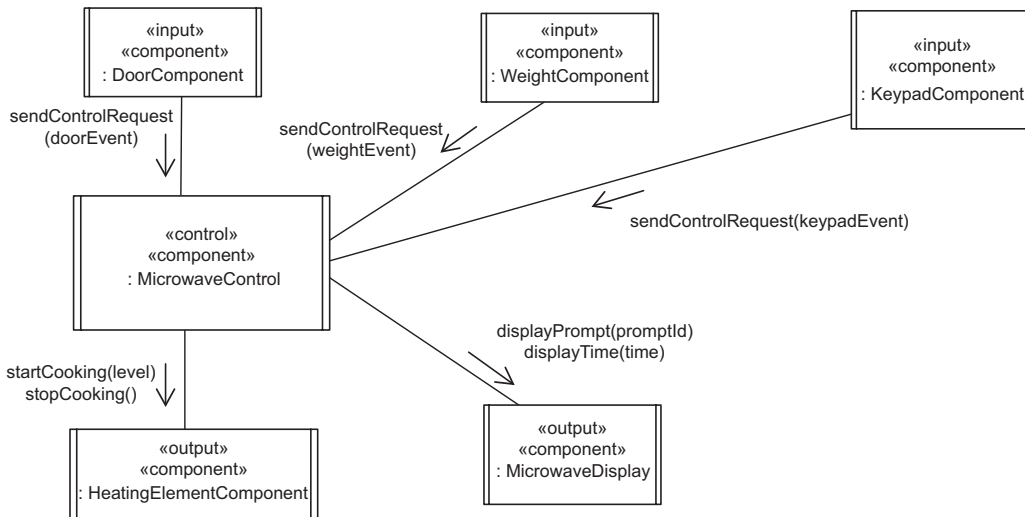 «input»
«component»
: DoorComponent
«input»
«component»
: WeightComponent
«input»
«component»
: KeypadComponent
sendControlRequest
(doorEvent)
sendControlRequest
(weightEvent)
sendControlRequest(keypadEvent)
«control»
«component»
: MicrowaveControl
displayPrompt(promptId)
displayTime(time)
startCooking(level)
stopCooking()
«output»
«component»
: HeatingElementComponent
«output»
«component»
: MicrowaveDisplay